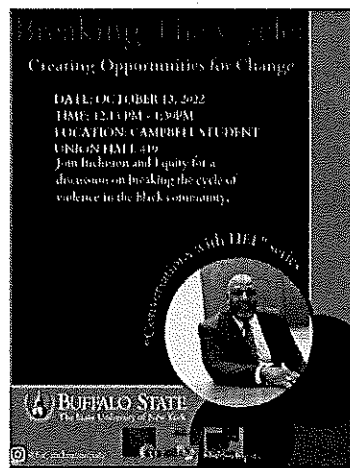 Breaking The Cycle:
Creating Opportunities for Change
DATE: OCTOBER 13, 2022
TIME: 12:15 PM - 1:30PM
LOCATION: CAMPBELL STUDENT
UNION HALL 419
Join Inclusion and Equity for a
discussion on breaking the cycle of
violence in the Black community.
"Conversations with HEE" series
BUFFALO STATE
The State University of New York